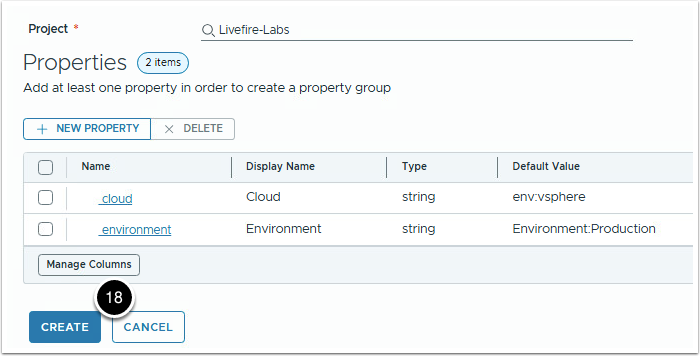 Project * Livefire-Labs
Properties 2 items
Add at least one property in order to create a property group
+ NEW PROPERTY × DELETE
Name Display Name Type Default Value
cloud Cloud string env:vsphere
environment Environment string Environment:Production
Manage Columns
18
CREATE CANCEL